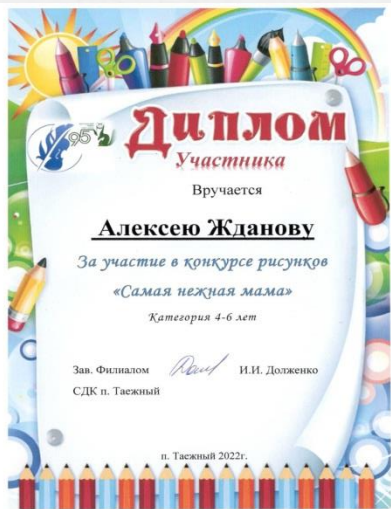 95
Диплом
Участника
Вручается
Алексею Жданову
За участие в конкурсе рисунков
«Самая нежная мама»
Категория 4-6 лет
Зав. Филиалом И.И. Долженко
СДК п. Таежный
п. Таежный 2022г.